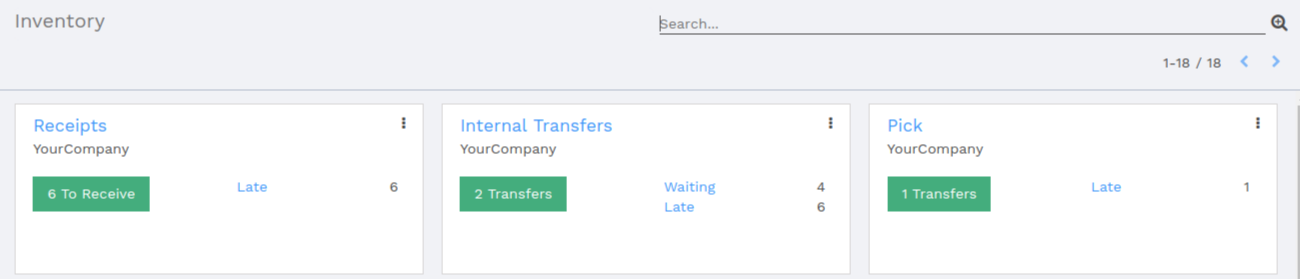 Inventory
Search...
1-18 / 18
Receipts
YourCompany
6 To Receive
Late 6
Internal Transfers
YourCompany
2 Transfers
Waiting 4
Late 6
Pick
YourCompany
1 Transfers
Late 1